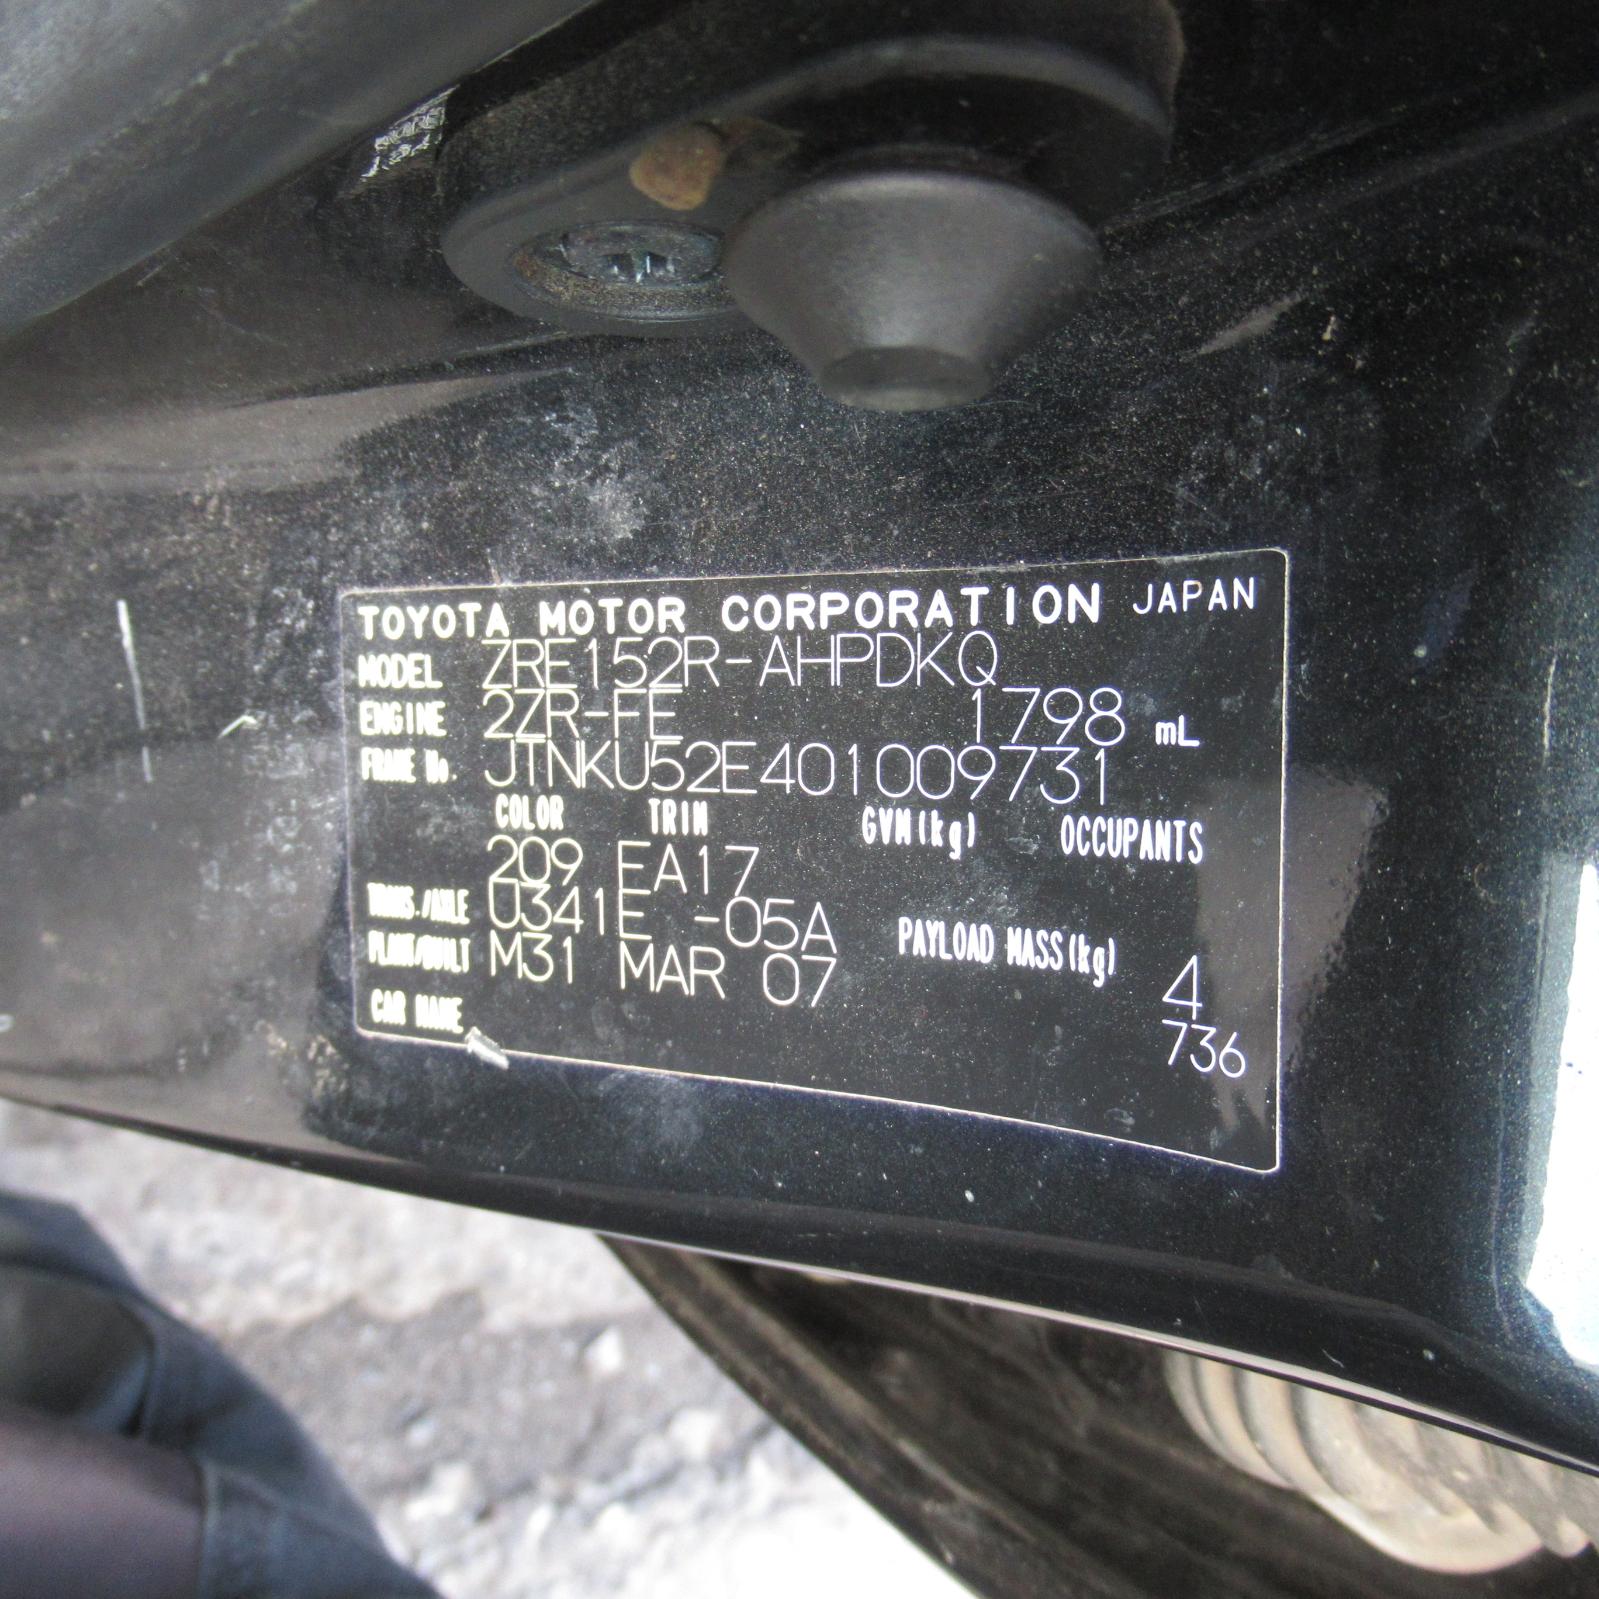 TOYOTA MOTOR CORPORATION JAPAN
MODEL ZRE152R-AHPDKQ
ENGINE 2ZR-FE 1798 mL
FRAME No. JTNKU52E401009731
COLOR TRIM GVM(kg) OCCUPANTS
209 EA17
TRANS./AXLE U341E -05A PAYLOAD MASS(kg)
PLANT/BUILT M31 MAR 07 4
CAR NAME 736